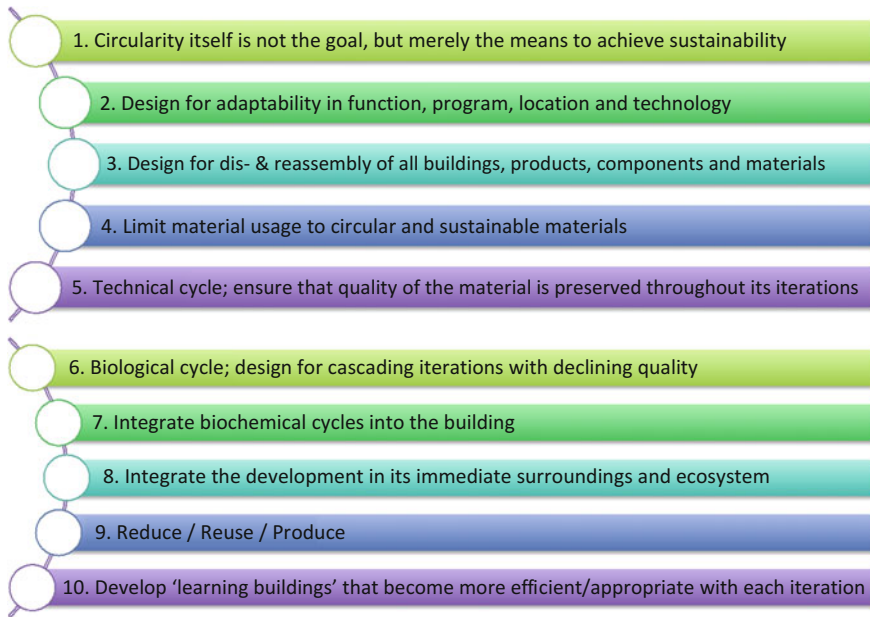 1. Circularity itself is not the goal, but merely the means to achieve sustainability
2. Design for adaptability in function, program, location and technology
3. Design for dis- & reassembly of all buildings, products, components and materials
4. Limit material usage to circular and sustainable materials
5. Technical cycle; ensure that quality of the material is preserved throughout its iterations
6. Biological cycle; design for cascading iterations with declining quality
7. Integrate biochemical cycles into the building
8. Integrate the development in its immediate surroundings and ecosystem
9. Reduce / Reuse / Produce
10. Develop ‘learning buildings’ that become more efficient/appropriate with each iteration